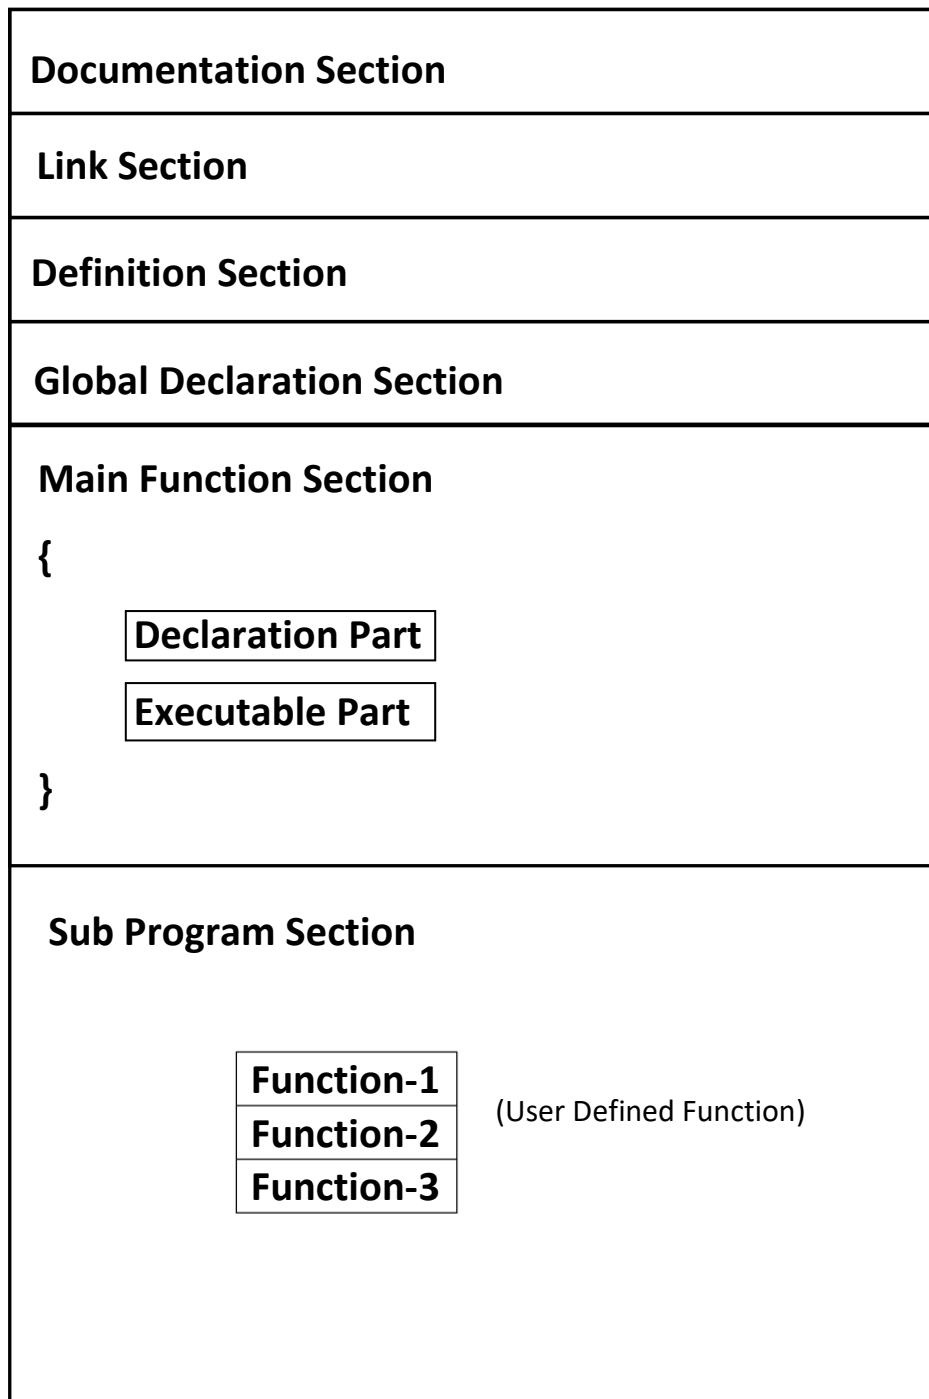 Documentation Section
Link Section
Definition Section
Global Declaration Section
Main Function Section
{
Declaration Part
Executable Part
}
Sub Program Section
Function-1
(User Defined Function)
Function-2
Function-3